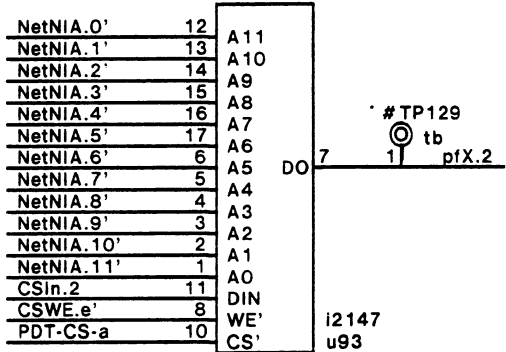 NetNIA.0' 12 A11
NetNIA.1' 13 A10
NetNIA.2' 14 A9
NetNIA.3' 15 A8
NetNIA.4' 16 A7
NetNIA.5' 17 A6
NetNIA.6' 6 A5
NetNIA.7' 5 A4
NetNIA.8' 4 A3
NetNIA.9' 3 A2
NetNIA.10' 2 A1
NetNIA.11' 1 A0
CSIn.2 11 DIN
CSWE.e' 8 WE'
PDT-CS-a 10 CS'
DO 7
#TP129
tb
1 pfX.2
i2147
u93